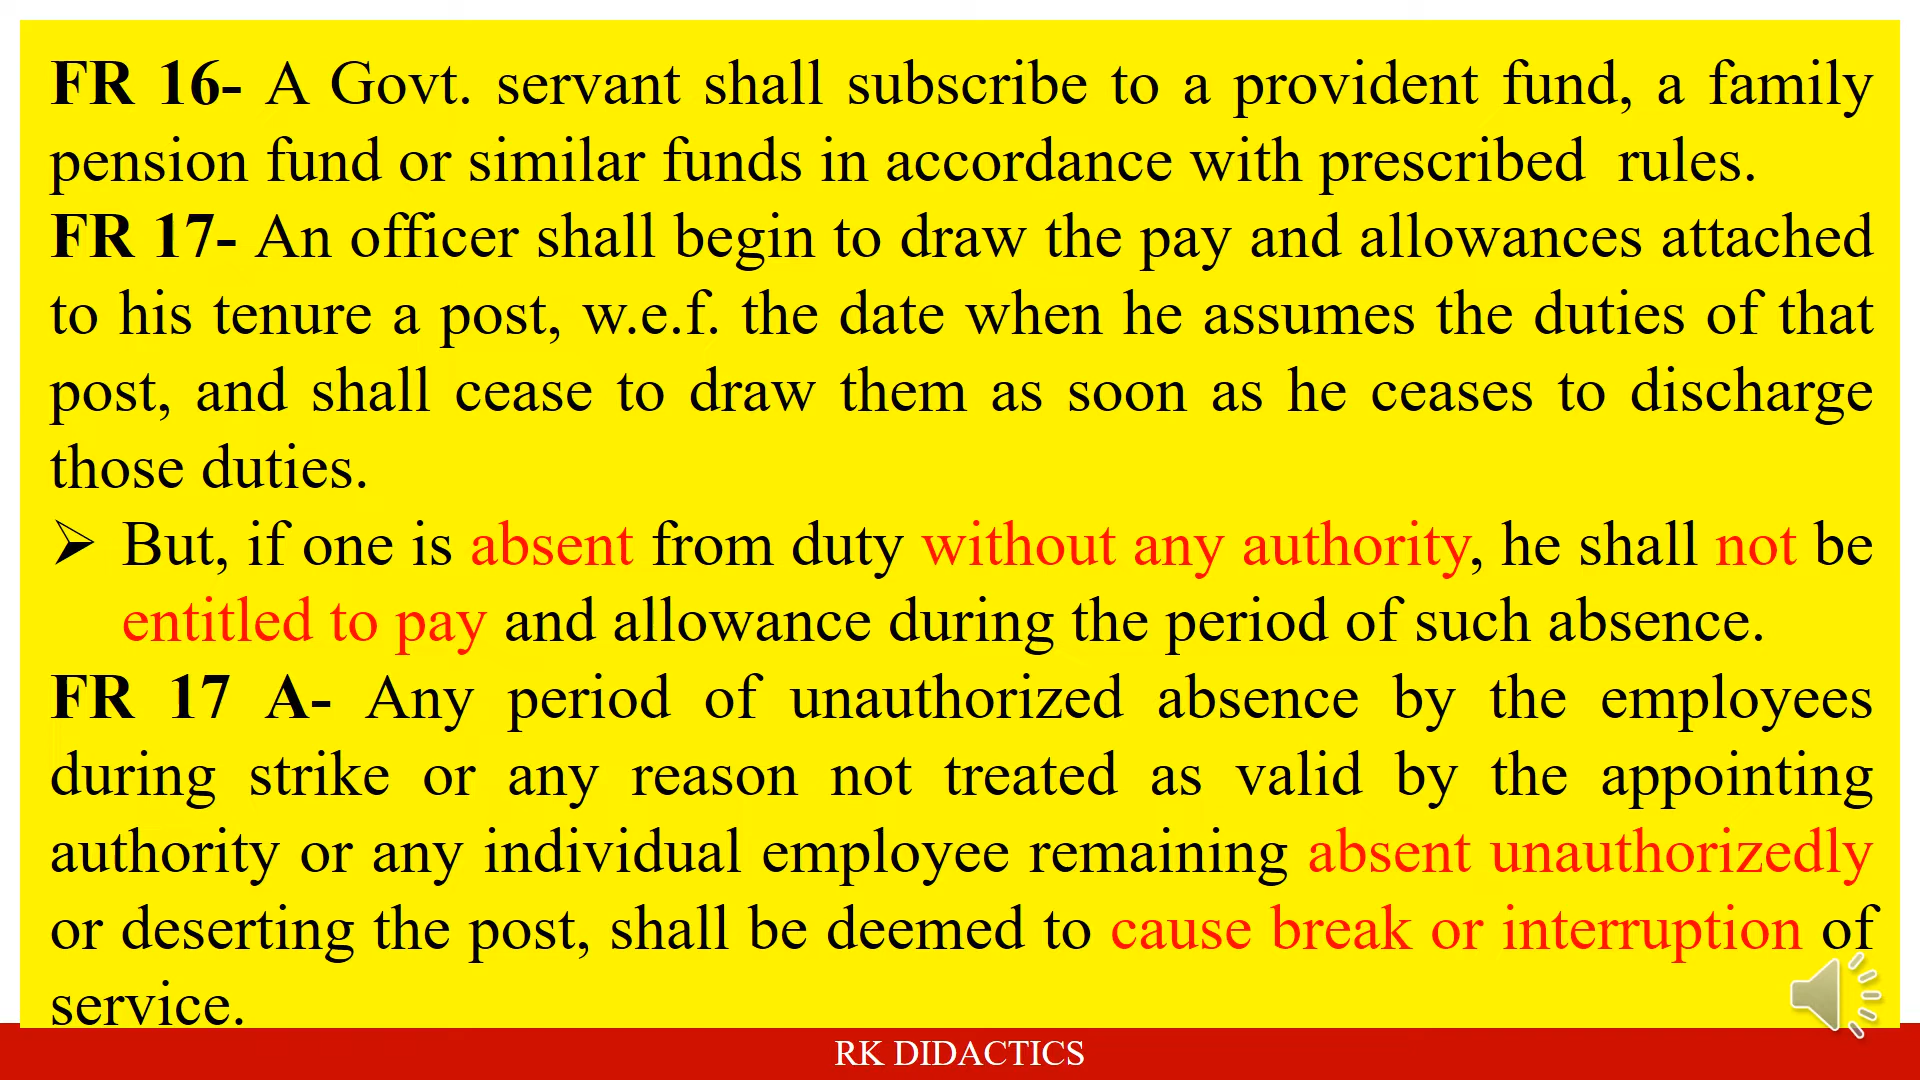 FR 16- A Govt. servant shall subscribe to a provident fund, a family
pension fund or similar funds in accordance with prescribed rules.
FR 17- An officer shall begin to draw the pay and allowances attached
to his tenure a post, w.e.f. the date when he assumes the duties of that
post, and shall cease to draw them as soon as he ceases to discharge
those duties.
➢ But, if one is absent from duty without any authority, he shall not be
entitled to pay and allowance during the period of such absence.
FR 17 A- Any period of unauthorized absence by the employees
during strike or any reason not treated as valid by the appointing
authority or any individual employee remaining absent unauthorizedly
or deserting the post, shall be deemed to cause break or interruption of
service.
RK DIDACTICS